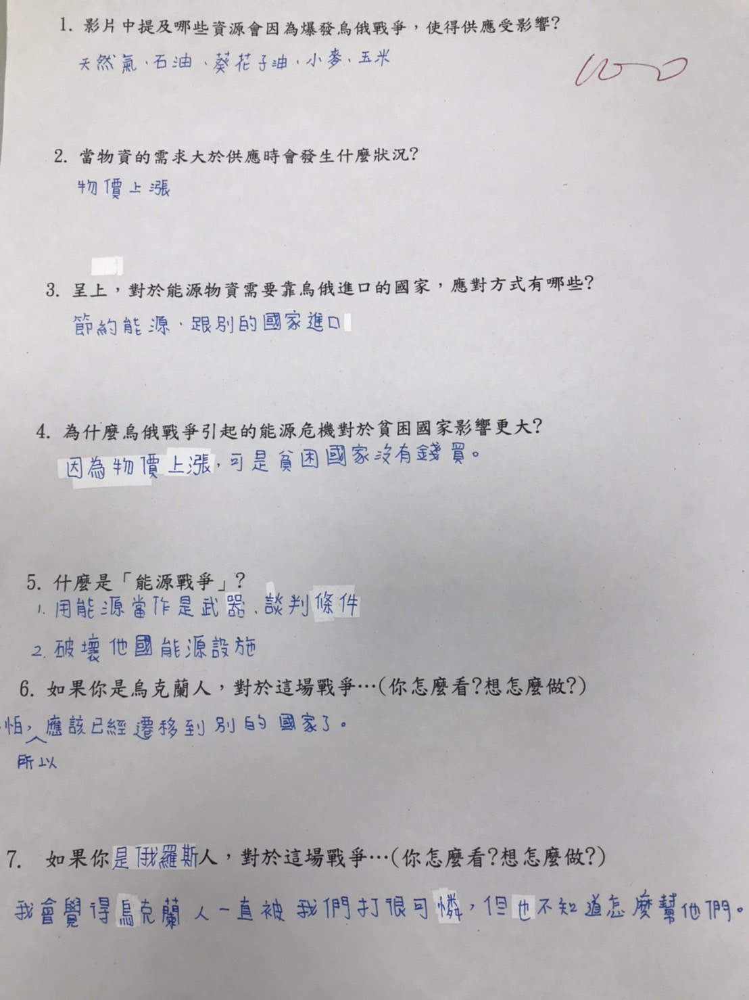 1. 影片中提及哪些資源會因為爆發烏俄戰爭，使得供應受影響?
天然氣、石油、葵花子油、小麥、玉米
100
2. 當物資的需求大於供應時會發生什麼狀況?
物價上漲
3. 呈上，對於能源物資需要靠烏俄進口的國家，應對方式有哪些?
節約能源、跟別的國家進口
4. 為什麼烏俄戰爭引起的能源危機對於貧困國家影響更大?
因為物價上漲，可是貧困國家沒有錢買。
5. 什麼是「能源戰爭」?
1. 用能源當作是武器、談判條件
2. 破壞他國能源設施
6. 如果你是烏克蘭人，對於這場戰爭…(你怎麼看?想怎麼做?)
怕，應該已經遷移到別的國家了。
所以
7. 如果你是俄羅斯人，對於這場戰爭…(你怎麼看?想怎麼做?)
我會覺得烏克蘭人一直被我們打很可憐，但也不知道怎麼幫他們。